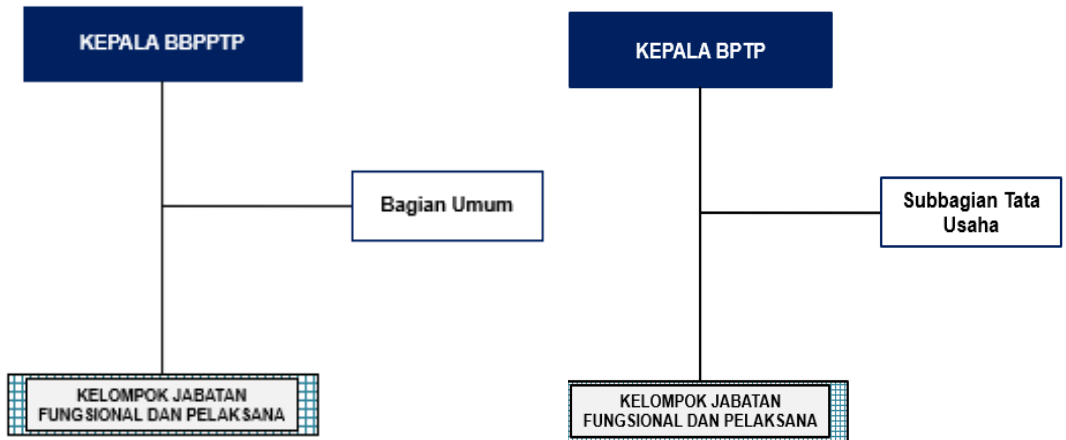 KEPALA BBPPTP
Bagian Umum
KELOMPOK JABATAN
FUNGSIONAL DAN PELAKSANA
KEPALA BPTP
Subbagian Tata
Usaha
KELOMPOK JABATAN
FUNGSIONAL DAN PELAKSANA